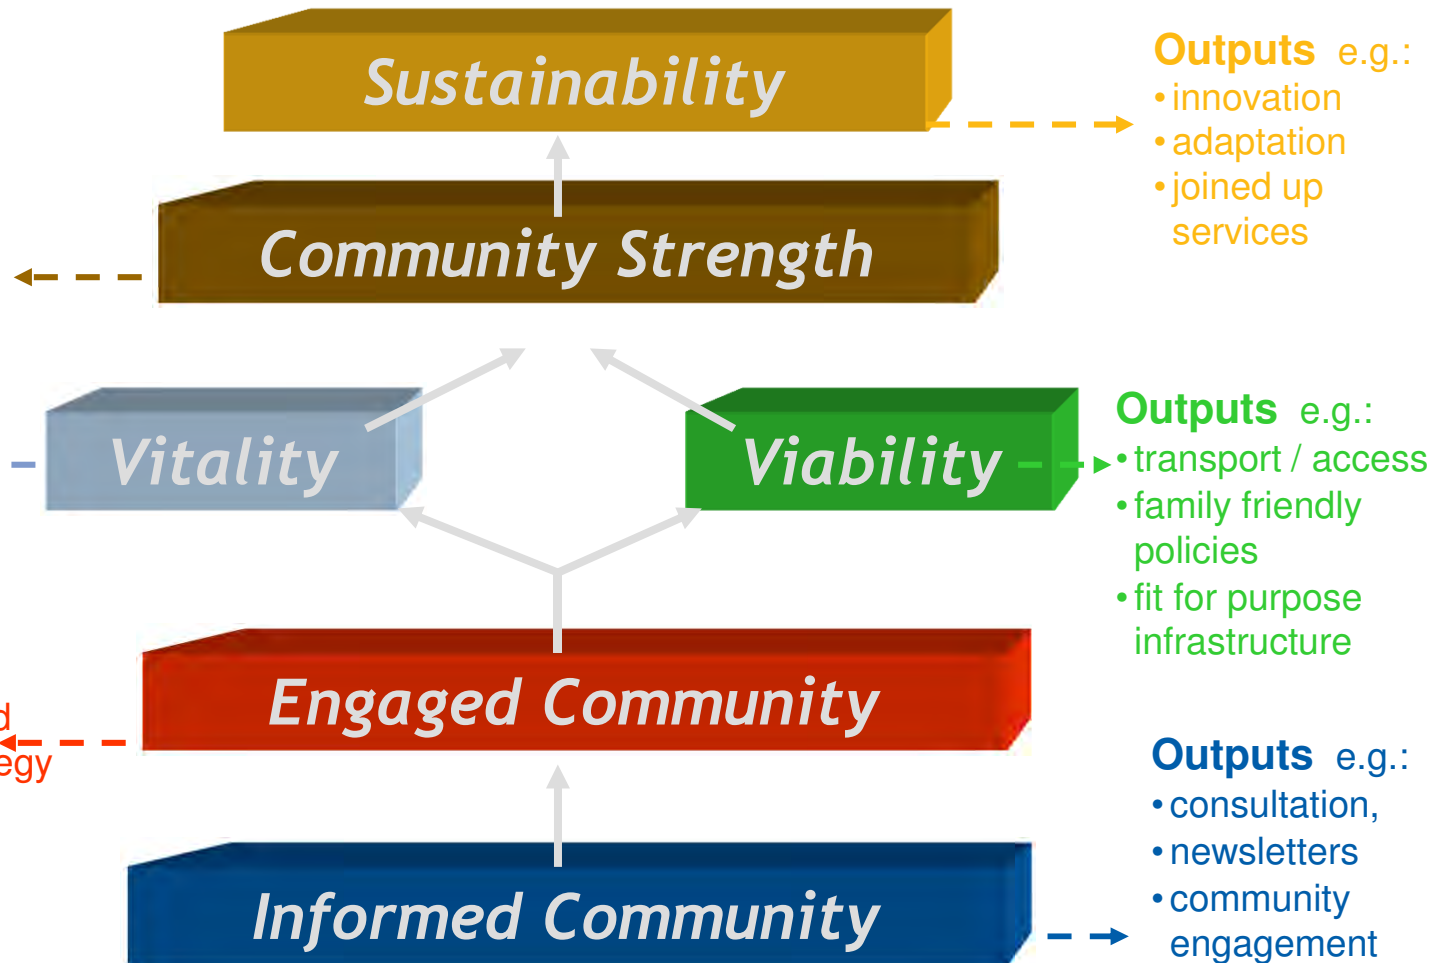 Sustainability
Outputs e.g.:
• innovation
• adaptation
• joined up
services
Community Strength
Vitality
Viability
Outputs e.g.:
• transport / access
• family friendly
policies
• fit for purpose
infrastructure
Engaged Community
Outputs e.g.:
• consultation,
• newsletters
• community
engagement
Informed Community